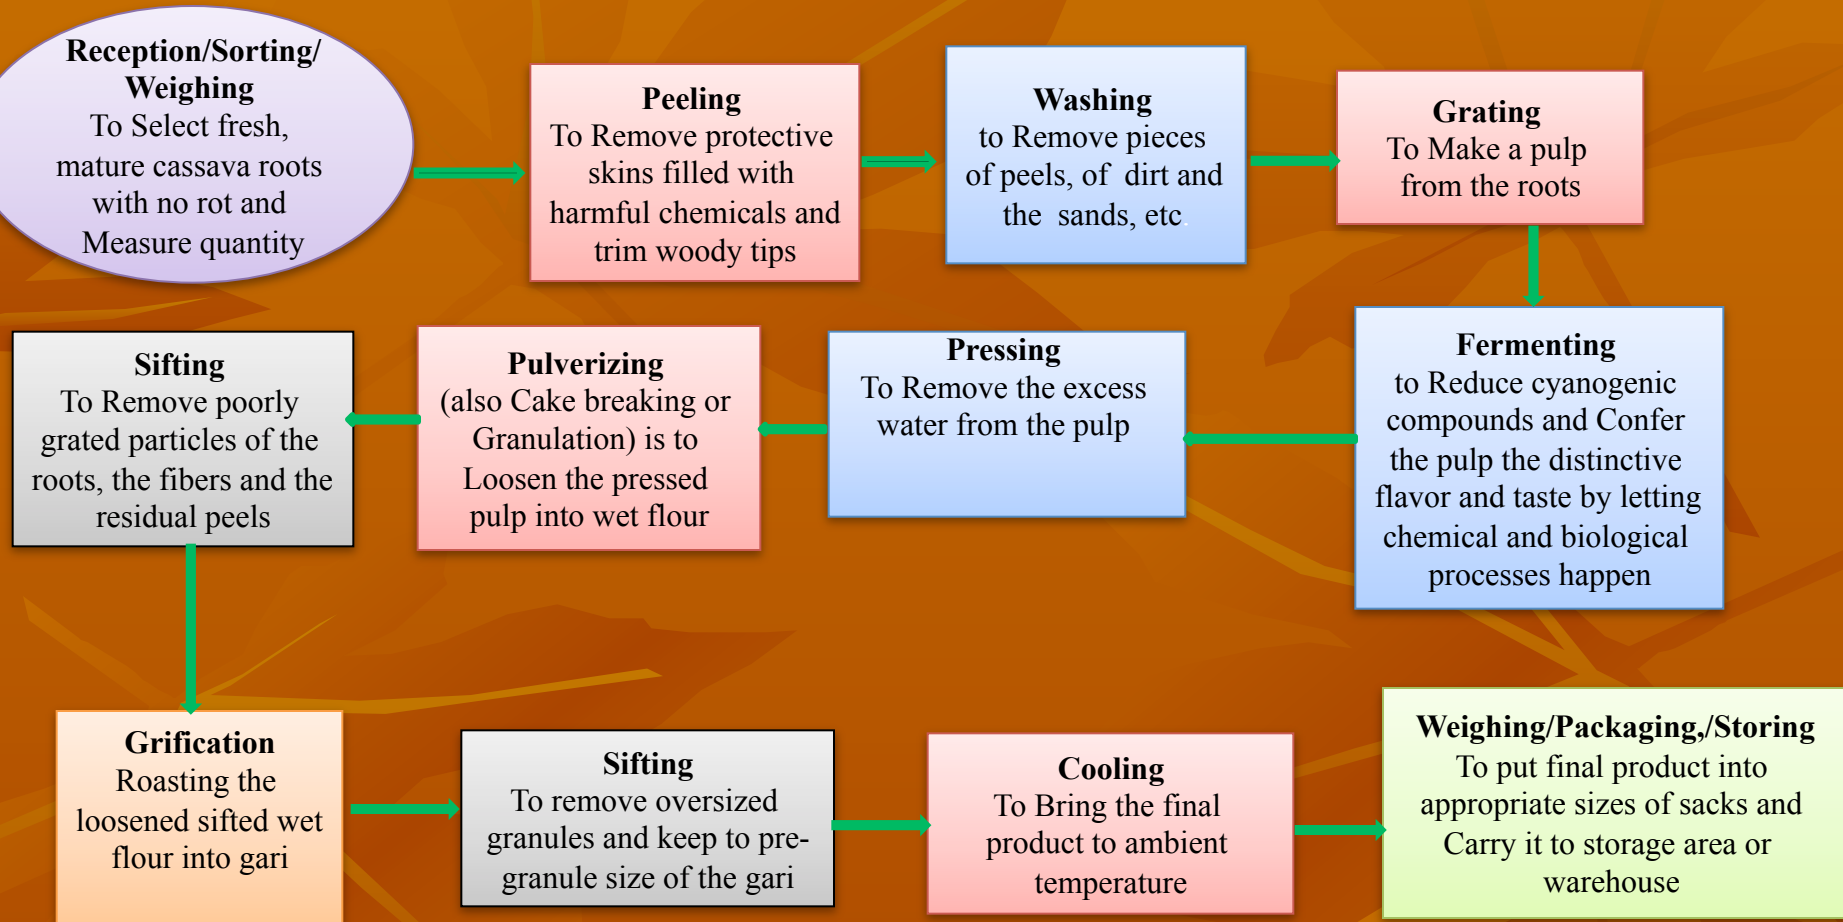 Reception/Sorting/
Weighing
To Select fresh,
mature cassava roots
with no rot and
Measure quantity
Peeling
To Remove protective
skins filled with
harmful chemicals and
trim woody tips
Washing
to Remove pieces
of peels, of dirt and
the sands, etc.
Grating
To Make a pulp
from the roots
Fermenting
to Reduce cyanogenic
compounds and Confer
the pulp the distinctive
flavor and taste by letting
chemical and biological
processes happen
Pressing
To Remove the excess
water from the pulp
Pulverizing
(also Cake breaking or
Granulation) is to
Loosen the pressed
pulp into wet flour
Sifting
To Remove poorly
grated particles of the
roots, the fibers and the
residual peels
Grification
Roasting the
loosened sifted wet
flour into gari
Sifting
To remove oversized
granules and keep to pre-
granule size of the gari
Cooling
To Bring the final
product to ambient
temperature
Weighing/Packaging,/Storing
To put final product into
appropriate sizes of sacks and
Carry it to storage area or
warehouse